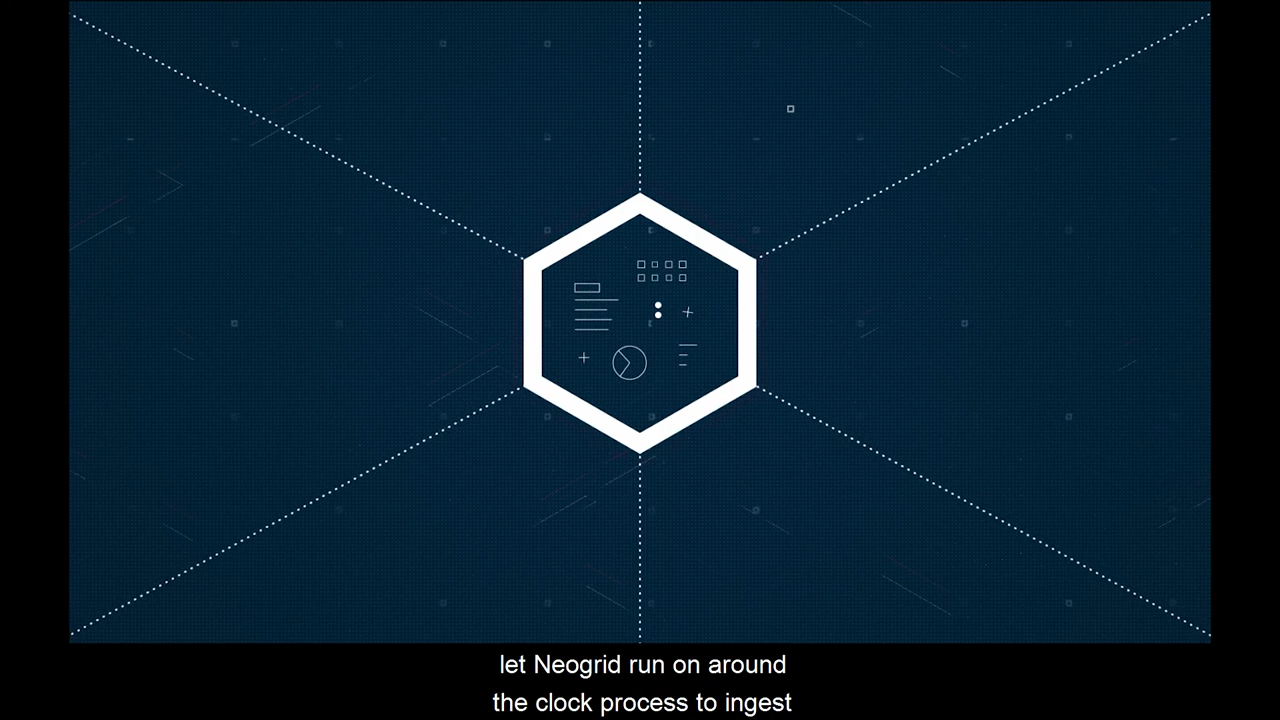 let Neogrid run on around
the clock process to ingest